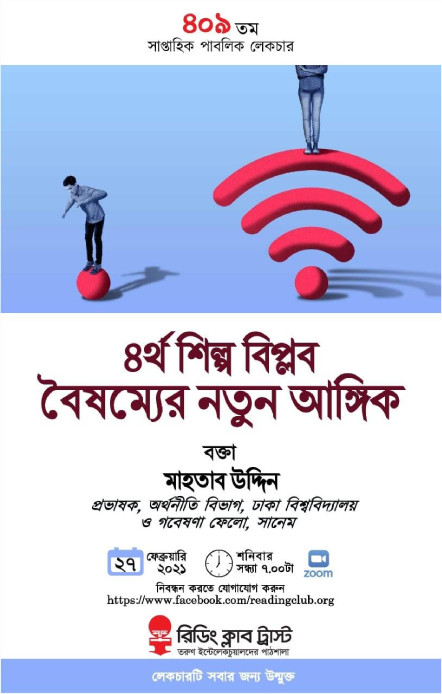 ৪০৯ তম
সাপ্তাহিক পাবলিক লেকচার
৪র্থ শিল্প বিপ্লব
বৈষম্যের নতুন আঙ্গিক
বক্তা
মাহতাব উদ্দিন
প্রভাষক, অর্থনীতি বিভাগ, ঢাকা বিশ্ববিদ্যালয়
ও গবেষণা ফেলো, সানেম
২৭ ফেব্রুয়ারি ২০২১
শনিবার
সন্ধ্যা ৭.০০টা
zoom
নিবন্ধন করতে যোগাযোগ করুন
https://www.facebook.com/readingclub.org
রিডিং ক্লাব ট্রাস্ট
তরুণ ইন্টেলেকচুয়ালদের পাঠশালা
লেকচারটি সবার জন্য উন্মুক্ত